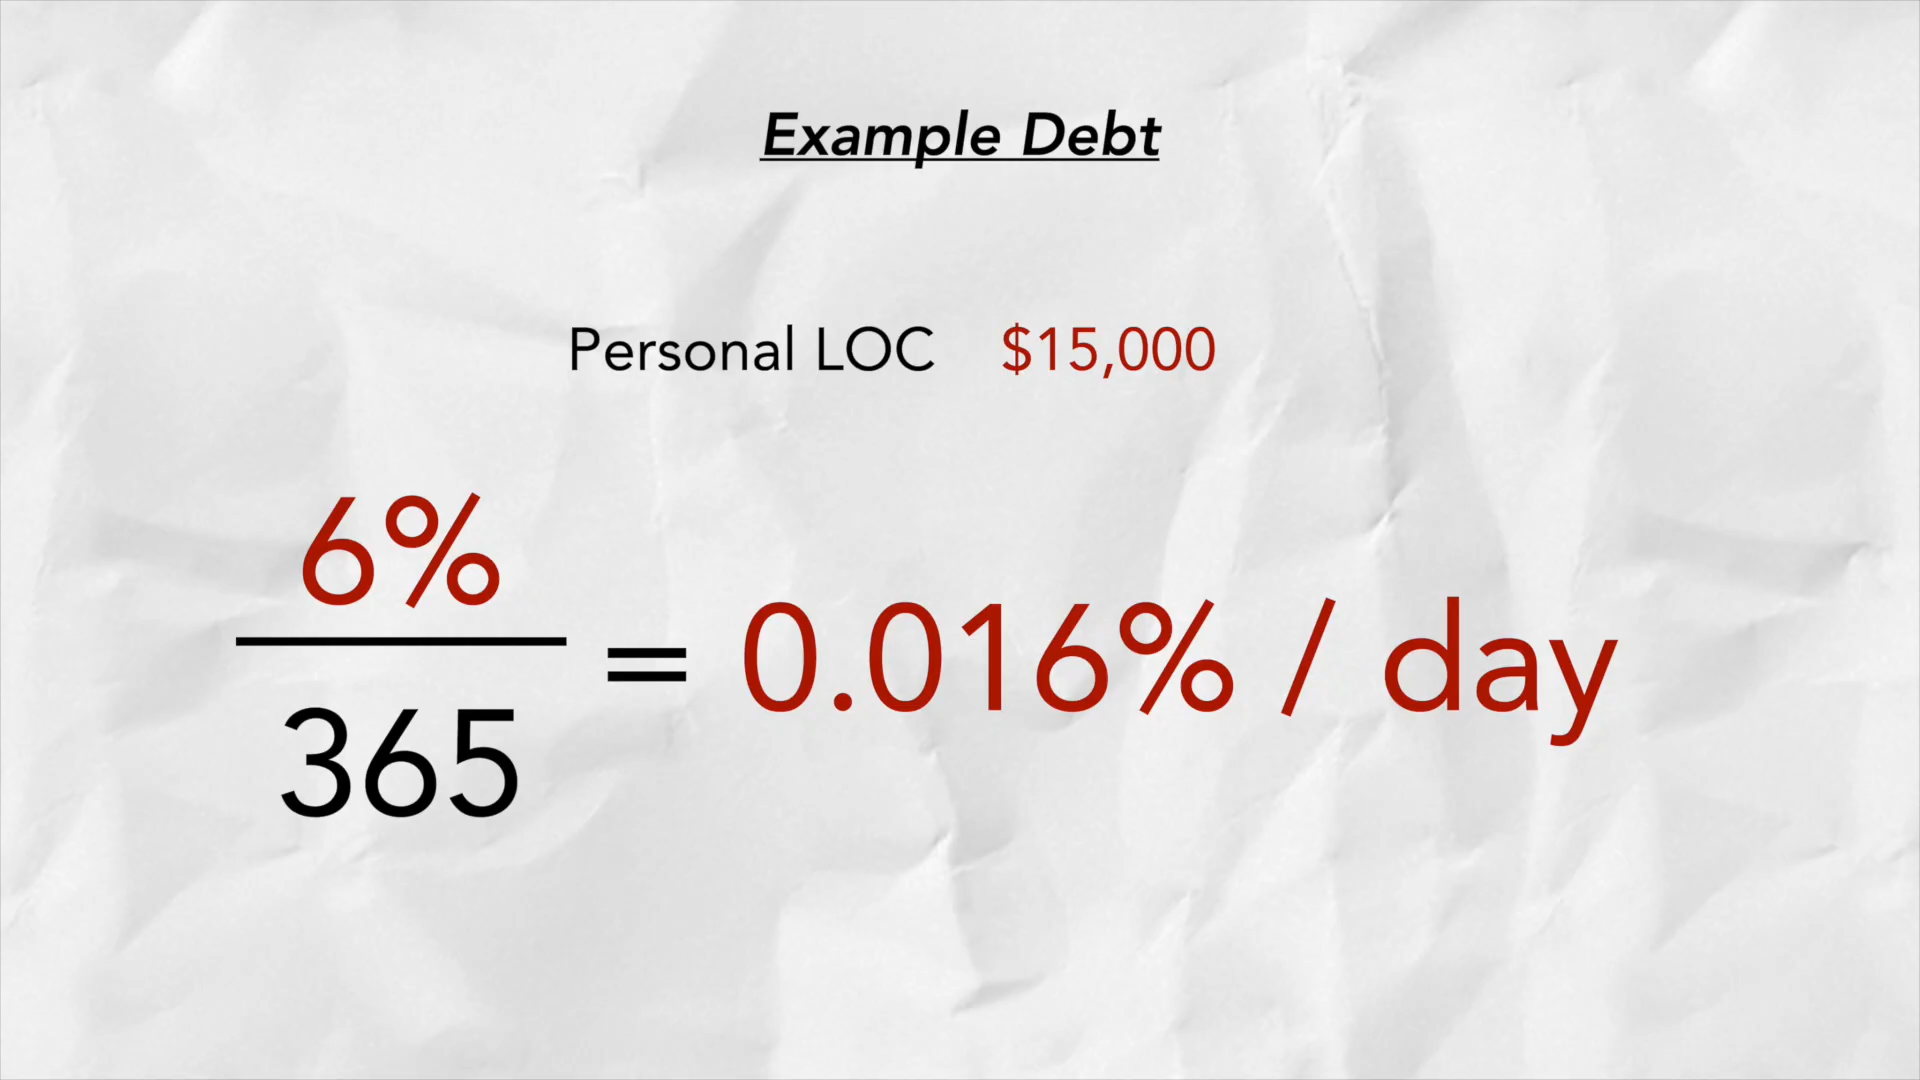 Example Debt
Personal LOC $15,000
6%
365
= 0.016% / day